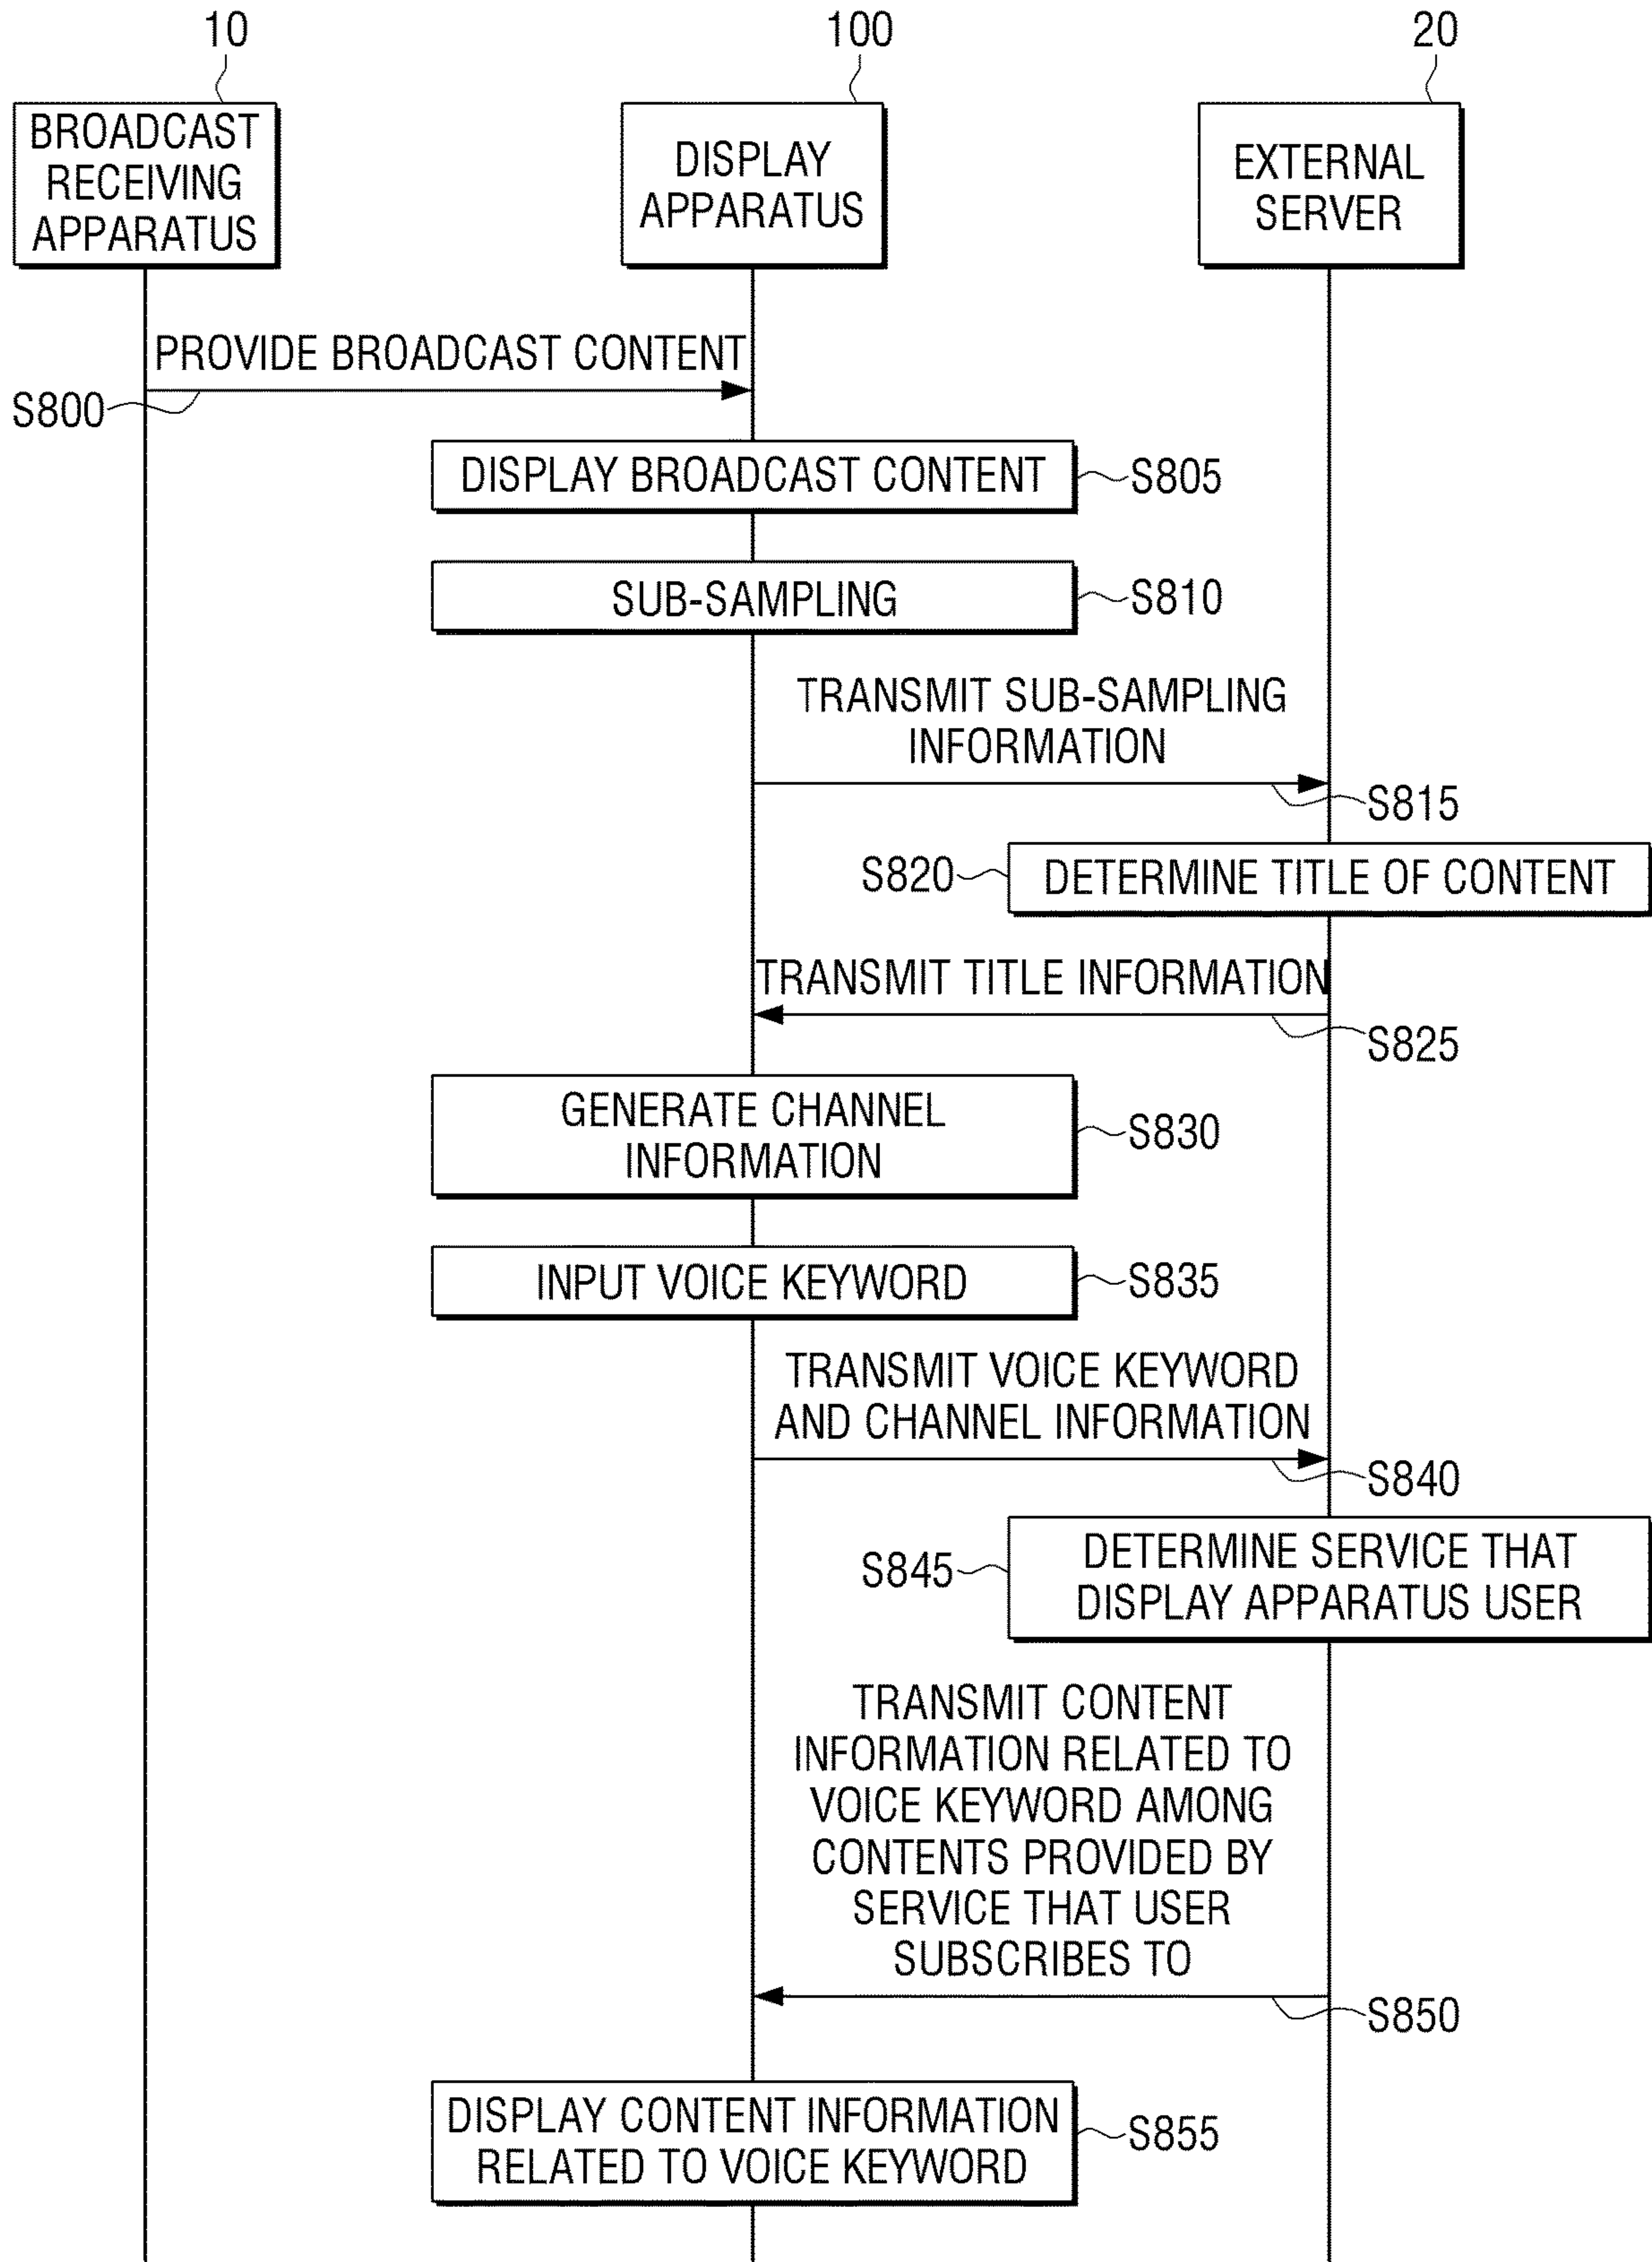 10
100
20
BROADCAST
RECEIVING
APPARATUS
DISPLAY
APPARATUS
EXTERNAL
SERVER
PROVIDE BROADCAST CONTENT
S800
DISPLAY BROADCAST CONTENT
S805
SUB-SAMPLING
S810
TRANSMIT SUB-SAMPLING
INFORMATION
S815
S820
DETERMINE TITLE OF CONTENT
TRANSMIT TITLE INFORMATION
S825
GENERATE CHANNEL
INFORMATION
S830
INPUT VOICE KEYWORD
S835
TRANSMIT VOICE KEYWORD
AND CHANNEL INFORMATION
S840
S845
DETERMINE SERVICE THAT
DISPLAY APPARATUS USER
TRANSMIT CONTENT
INFORMATION RELATED TO
VOICE KEYWORD AMONG
CONTENTS PROVIDED BY
SERVICE THAT USER
SUBSCRIBES TO
S850
DISPLAY CONTENT INFORMATION
RELATED TO VOICE KEYWORD
S855